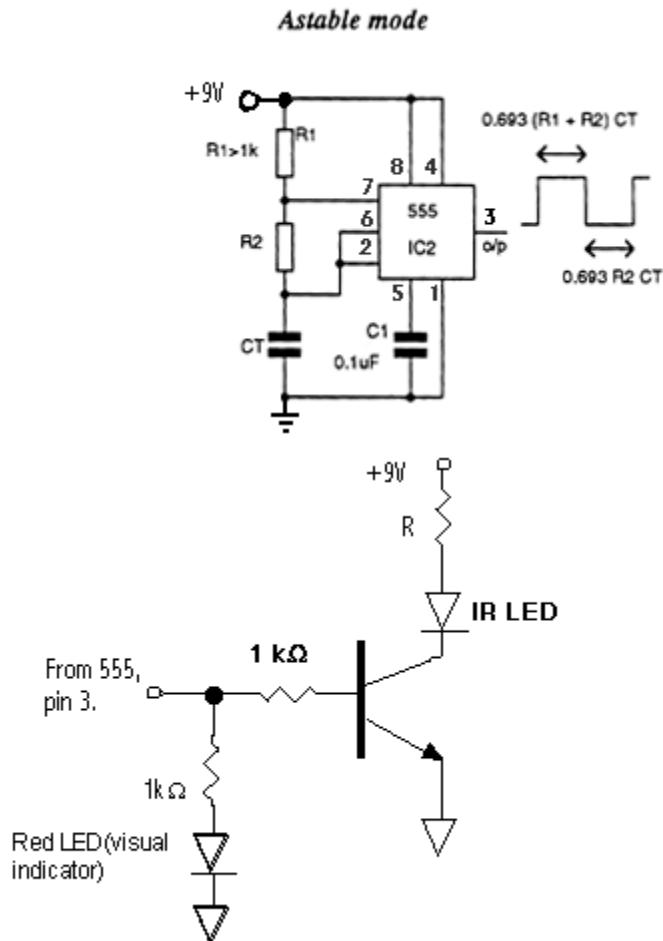 Astable mode
+9V
R1
R1>1k
0.693 (R1 + R2) CT
8 4
7
6
2
555
IC2
3
o/p
R2
0.693 R2 CT
5 1
CT
C1
0.1uF
+9V
R
IR LED
1 kΩ
From 555,
pin 3.
1k Ω
Red LED(visual
indicator)